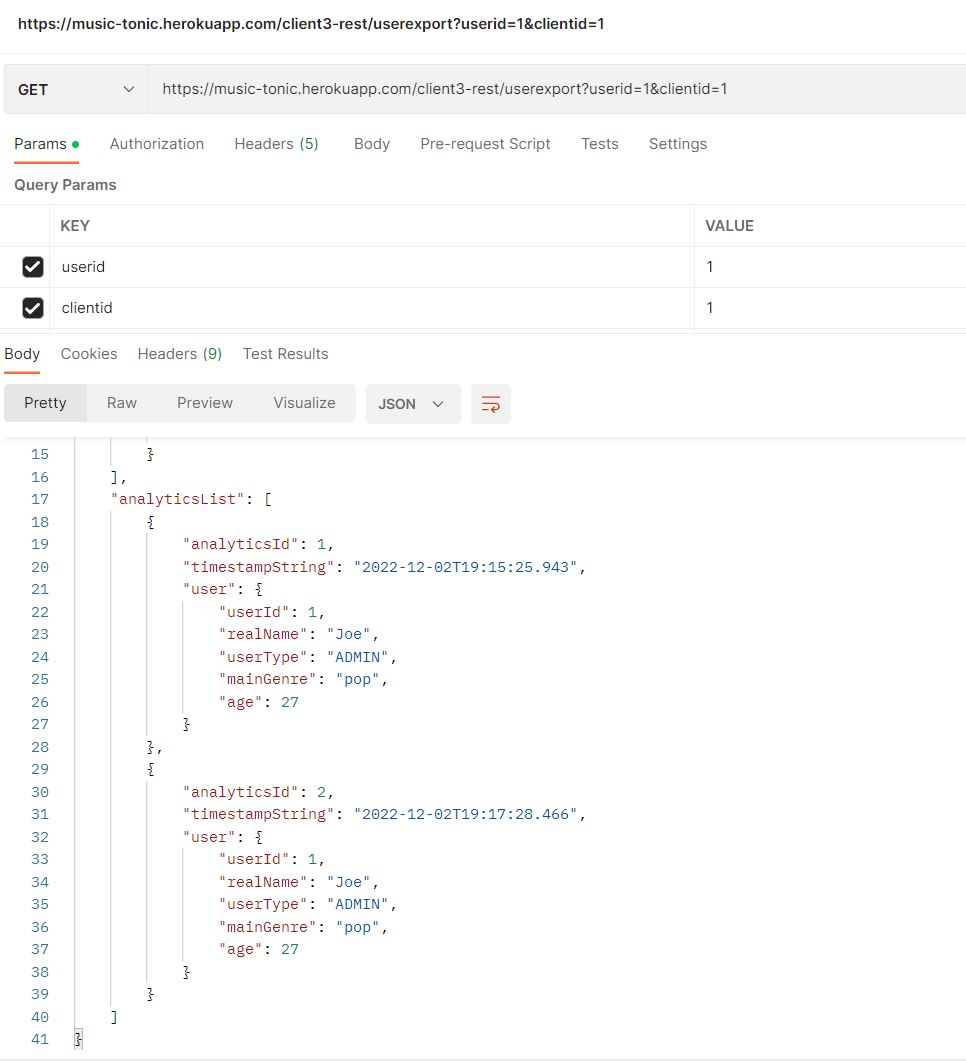 https://music-tonic.herokuapp.com/client3-rest/userexport?userid=1&clientid=1
GET https://music-tonic.herokuapp.com/client3-rest/userexport?userid=1&clientid=1
Params Authorization Headers (5) Body Pre-request Script Tests Settings
Query Params
KEY VALUE
userid 1
clientid 1
Body Cookies Headers (9) Test Results
Pretty Raw Preview Visualize JSON
15 }
16 ],
17 "analyticsList": [
18 {
19 "analyticsId": 1,
20 "timestampString": "2022-12-02T19:15:25.943",
21 "user": {
22 "userId": 1,
23 "realName": "Joe",
24 "userType": "ADMIN",
25 "mainGenre": "pop",
26 "age": 27
27 }
28 },
29 {
30 "analyticsId": 2,
31 "timestampString": "2022-12-02T19:17:28.466",
32 "user": {
33 "userId": 1,
34 "realName": "Joe",
35 "userType": "ADMIN",
36 "mainGenre": "pop",
37 "age": 27
38 }
39 }
40 ]
41 }